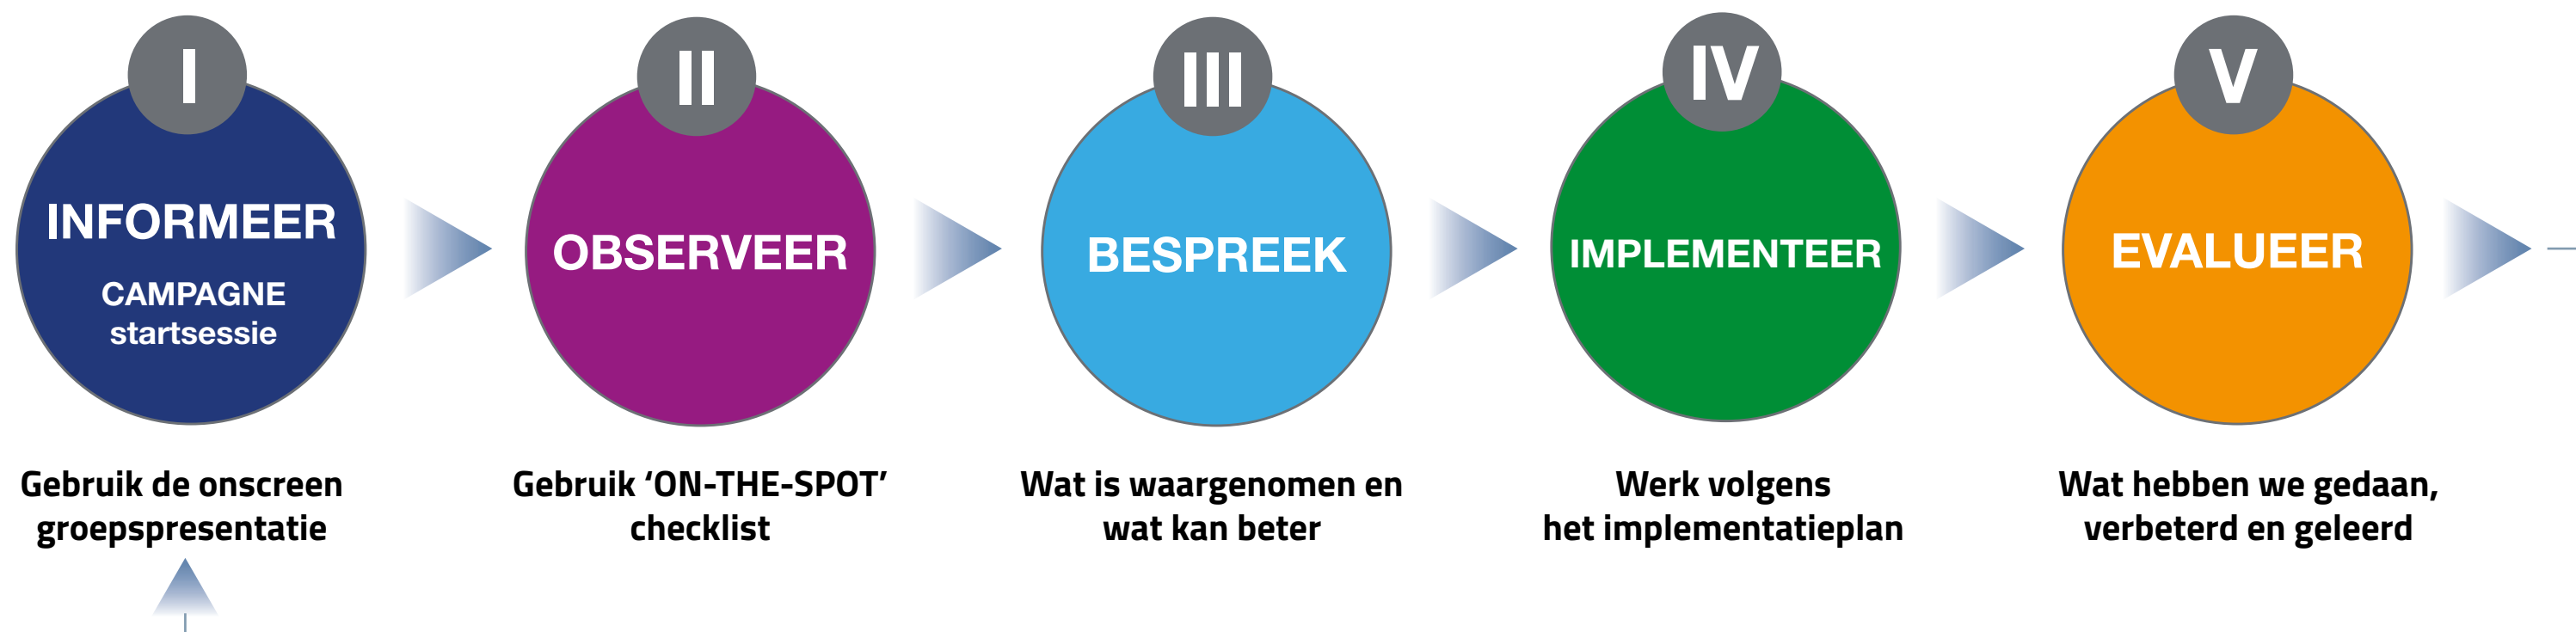 I
INFORMEER
CAMPAGNE
startsessie
Gebruik de onscreen
groepspresentatie
II
OBSERVEER
Gebruik ‘ON-THE-SPOT’
checklist
III
BESPREEK
Wat is waargenomen en
wat kan beter
IV
IMPLEMENTEER
Werk volgens
het implementatieplan
V
EVALUEER
Wat hebben we gedaan,
verbeterd en geleerd